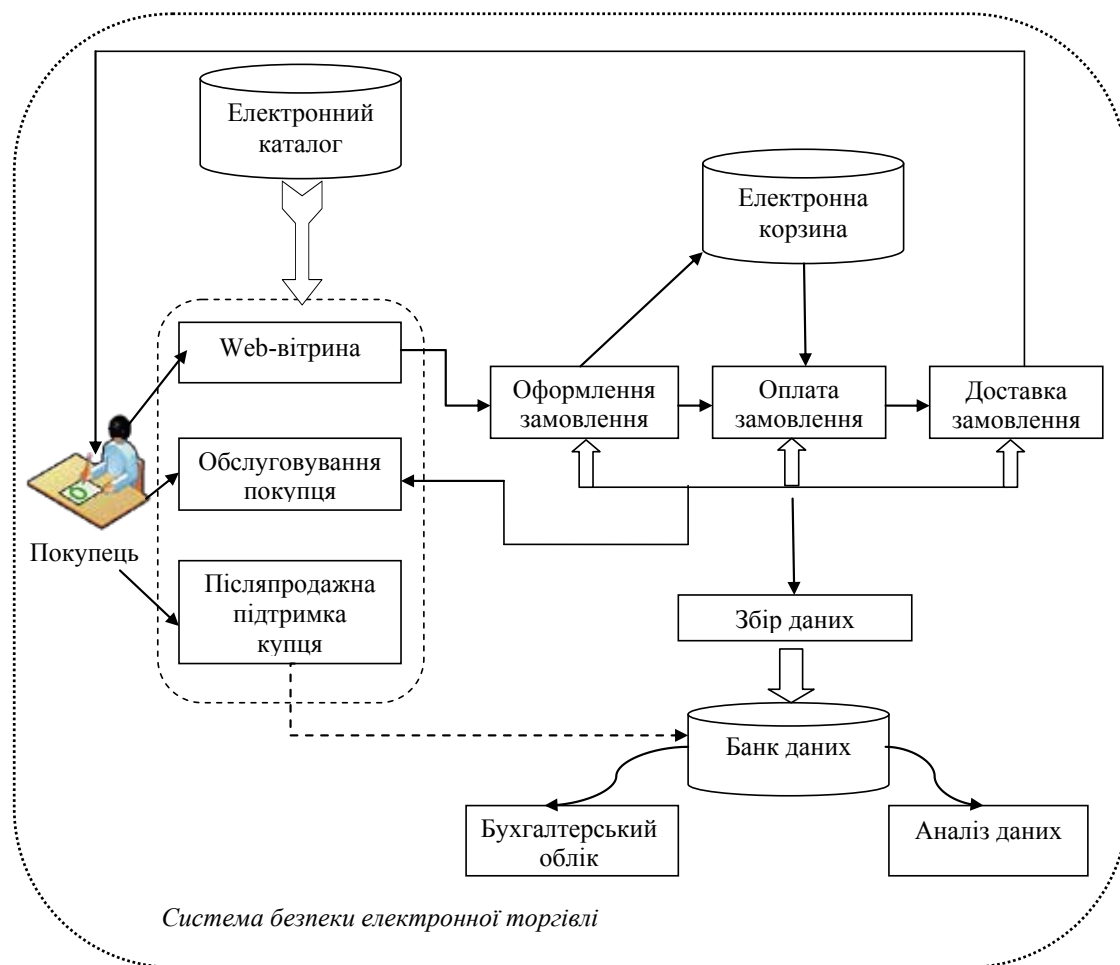 Електронний
каталог
Електронна
корзина
Web-вітрина
Оформлення
замовлення
Оплата
замовлення
Доставка
замовлення
Обслуговування
покупця
Покупець
Післяпродажна
підтримка
купця
Збір даних
Банк даних
Бухгалтерський
облік
Аналіз даних
Система безпеки електронної торгівлі